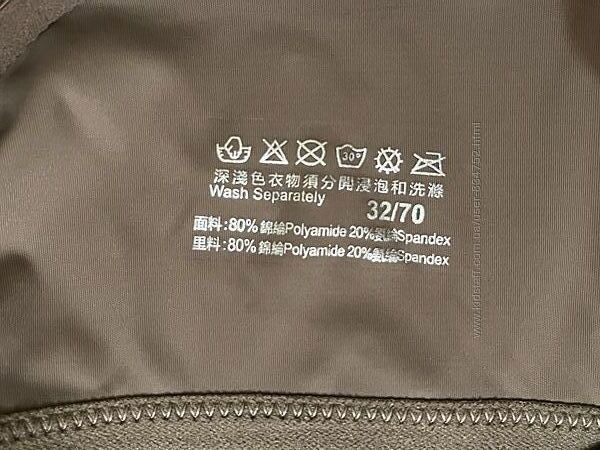 30°
深淺色衣物須分開浸泡和洗滌
Wash Separately
32/70
面料:80%錦綸Polyamide 20%氨綸Spandex
里料:80%錦綸Polyamide 20%氨綸Spandex